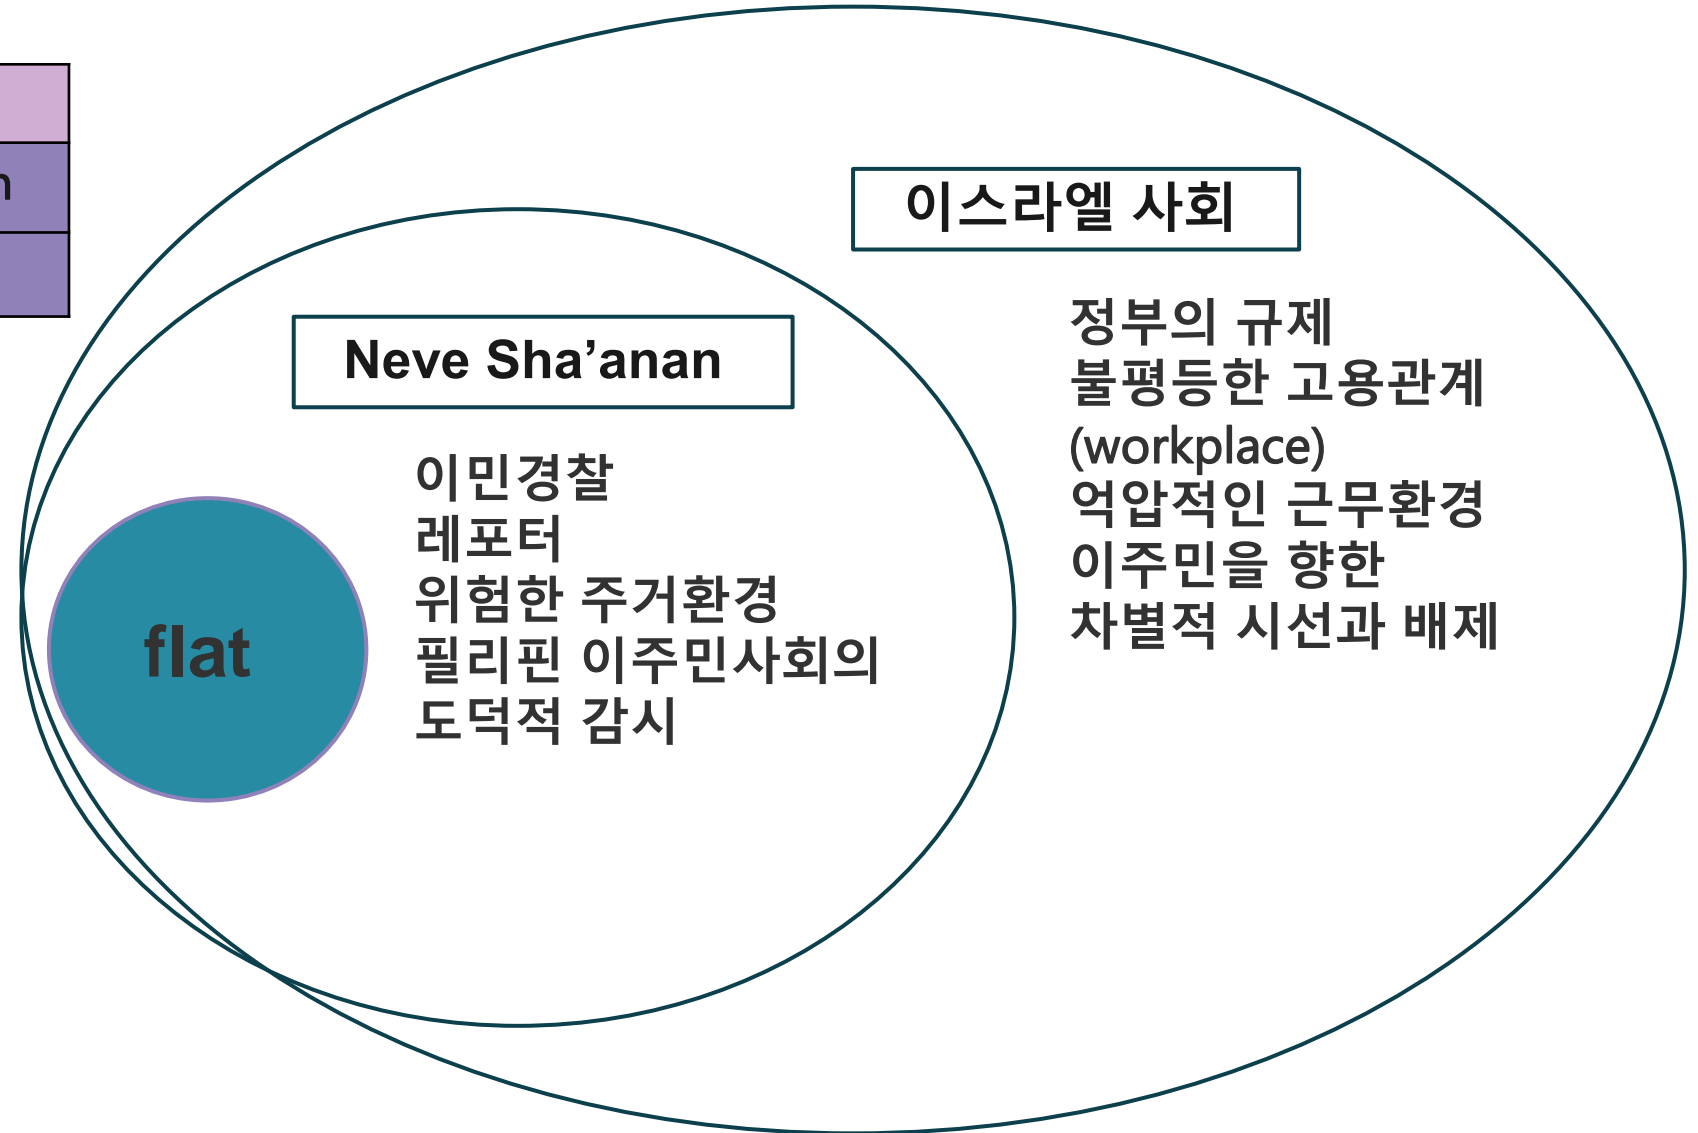 이스라엘 사회
정부의 규제
불평등한 고용관계
(workplace)
억압적인 근무환경
이주민을 향한
차별적 시선과 배제
Neve Sha’anan
이민경찰
레포터
위험한 주거환경
필리핀 이주민사회의
도덕적 감시
flat